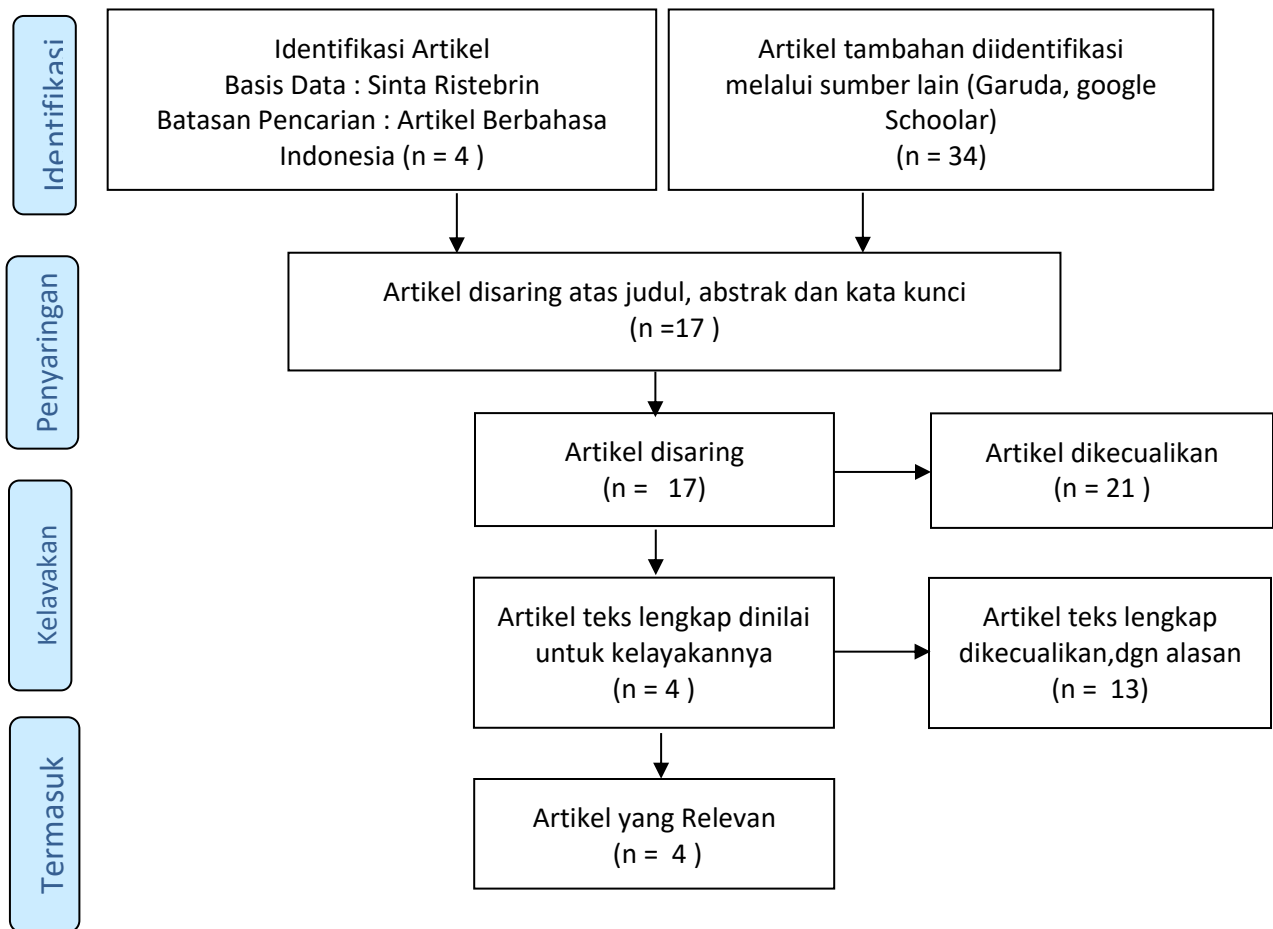 Identifikasi
Identifikasi Artikel
Basis Data : Sinta Ristebrin
Batasan Pencarian : Artikel Berbahasa
Indonesia (n = 4 )
Artikel tambahan diidentifikasi
melalui sumber lain (Garuda, google
Schoolar)
(n = 34)
Penyaringan
Artikel disaring atas judul, abstrak dan kata kunci
(n =17 )
Artikel disaring
(n = 17)
Artikel dikecualikan
(n = 21 )
Kelayakan
Artikel teks lengkap dinilai
untuk kelayakannya
(n = 4 )
Artikel teks lengkap
dikecualikan,dgn alasan
(n = 13)
Termasuk
Artikel yang Relevan
(n = 4 )